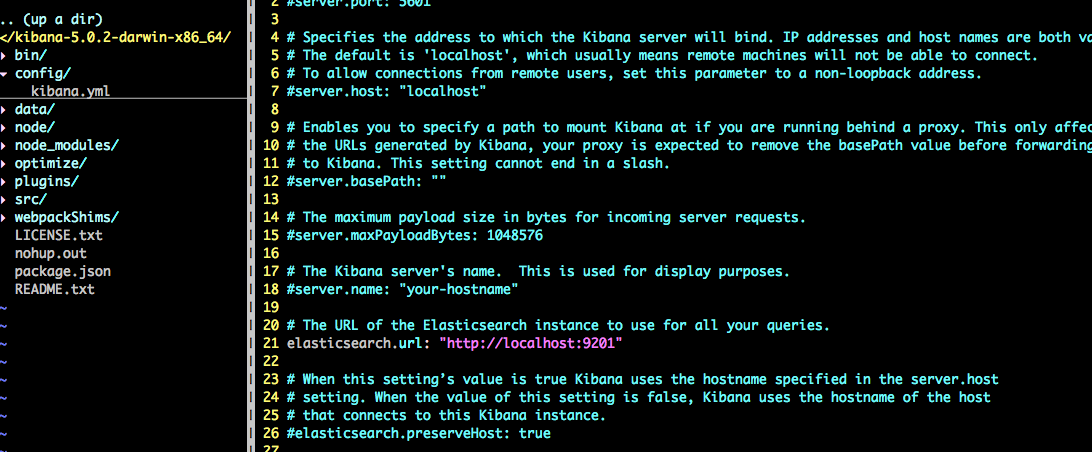 .. (up a dir)
</kibana-5.0.2-darwin-x86_64/
▸ bin/
▾ config/
kibana.yml
▸ data/
▸ node/
▸ node_modules/
▸ optimize/
▸ plugins/
▸ src/
▸ webpackShims/
LICENSE.txt
nohup.out
package.json
README.txt
~
~
~
~
~
~
~
~
2 #server.port: 5601
3
4 # Specifies the address to which the Kibana server will bind. IP addresses and host names are both va
5 # The default is 'localhost', which usually means remote machines will not be able to connect.
6 # To allow connections from remote users, set this parameter to a non-loopback address.
7 #server.host: "localhost"
8
9 # Enables you to specify a path to mount Kibana at if you are running behind a proxy. This only affec
10 # the URLs generated by Kibana, your proxy is expected to remove the basePath value before forwarding
11 # to Kibana. This setting cannot end in a slash.
12 #server.basePath: ""
13
14 # The maximum payload size in bytes for incoming server requests.
15 #server.maxPayloadBytes: 1048576
16
17 # The Kibana server's name.  This is used for display purposes.
18 #server.name: "your-hostname"
19
20 # The URL of the Elasticsearch instance to use for all your queries.
21 elasticsearch.url: "http://localhost:9201"
22
23 # When this setting’s value is true Kibana uses the hostname specified in the server.host
24 # setting. When the value of this setting is false, Kibana uses the hostname of the host
25 # that connects to this Kibana instance.
26 #elasticsearch.preserveHost: true
27